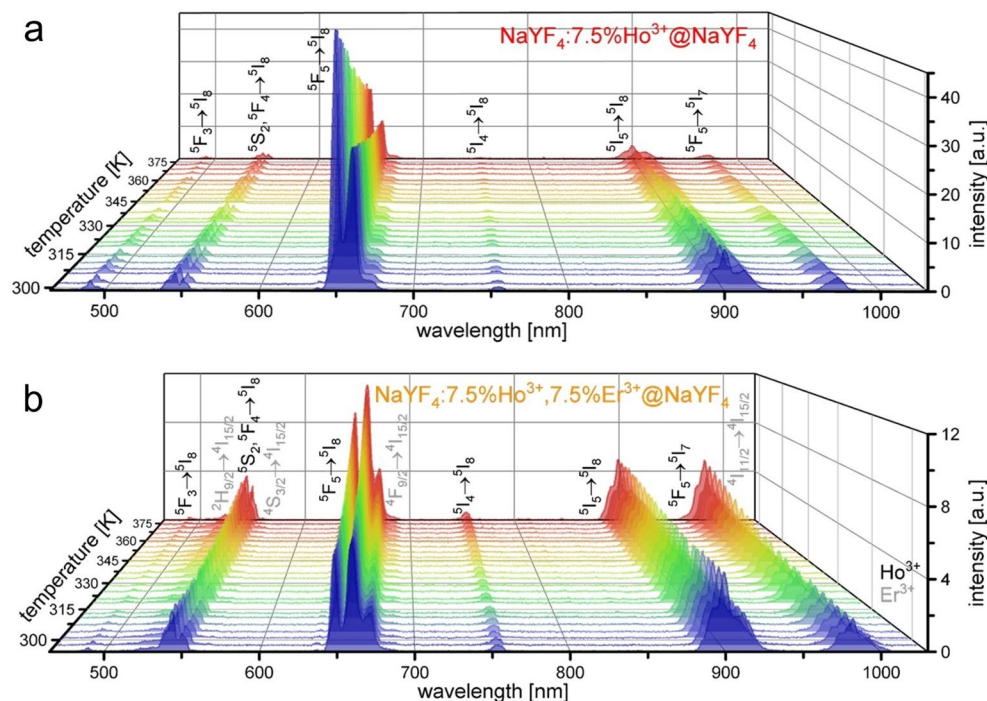 a
NaYF₄:7.5%Ho³⁺@NaYF₄
⁵F₃→⁵I₈
⁵S₂, ⁵F₄→⁵I₈
⁵F₅→⁵I₈
⁵I₄→⁵I₈
⁵I₅→⁵I₈
⁵F₅→⁵I₇
temperature [K]
375
360
345
330
315
300
40
30
20
10
0
intensity [a.u.]
500 600 700 800 900 1000
wavelength [nm]
b
NaYF₄:7.5%Ho³⁺,7.5%Er³⁺@NaYF₄
⁵F₃→⁵I₈
²H₉/₂→⁴I₁₅/₂
⁵S₂, ⁵F₄→⁵I₈
⁴S₃/₂→⁴I₁₅/₂
⁵F₅→⁵I₈
⁴F₉/₂→⁴I₁₅/₂
⁵I₄→⁵I₈
⁵I₅→⁵I₈
⁵F₅→⁵I₇
⁴I₁₁/₂→⁴I₁₅/₂
temperature [K]
375
360
345
330
315
300
12
8
4
0
intensity [a.u.]
Ho³⁺
Er³⁺
500 600 700 800 900 1000
wavelength [nm]